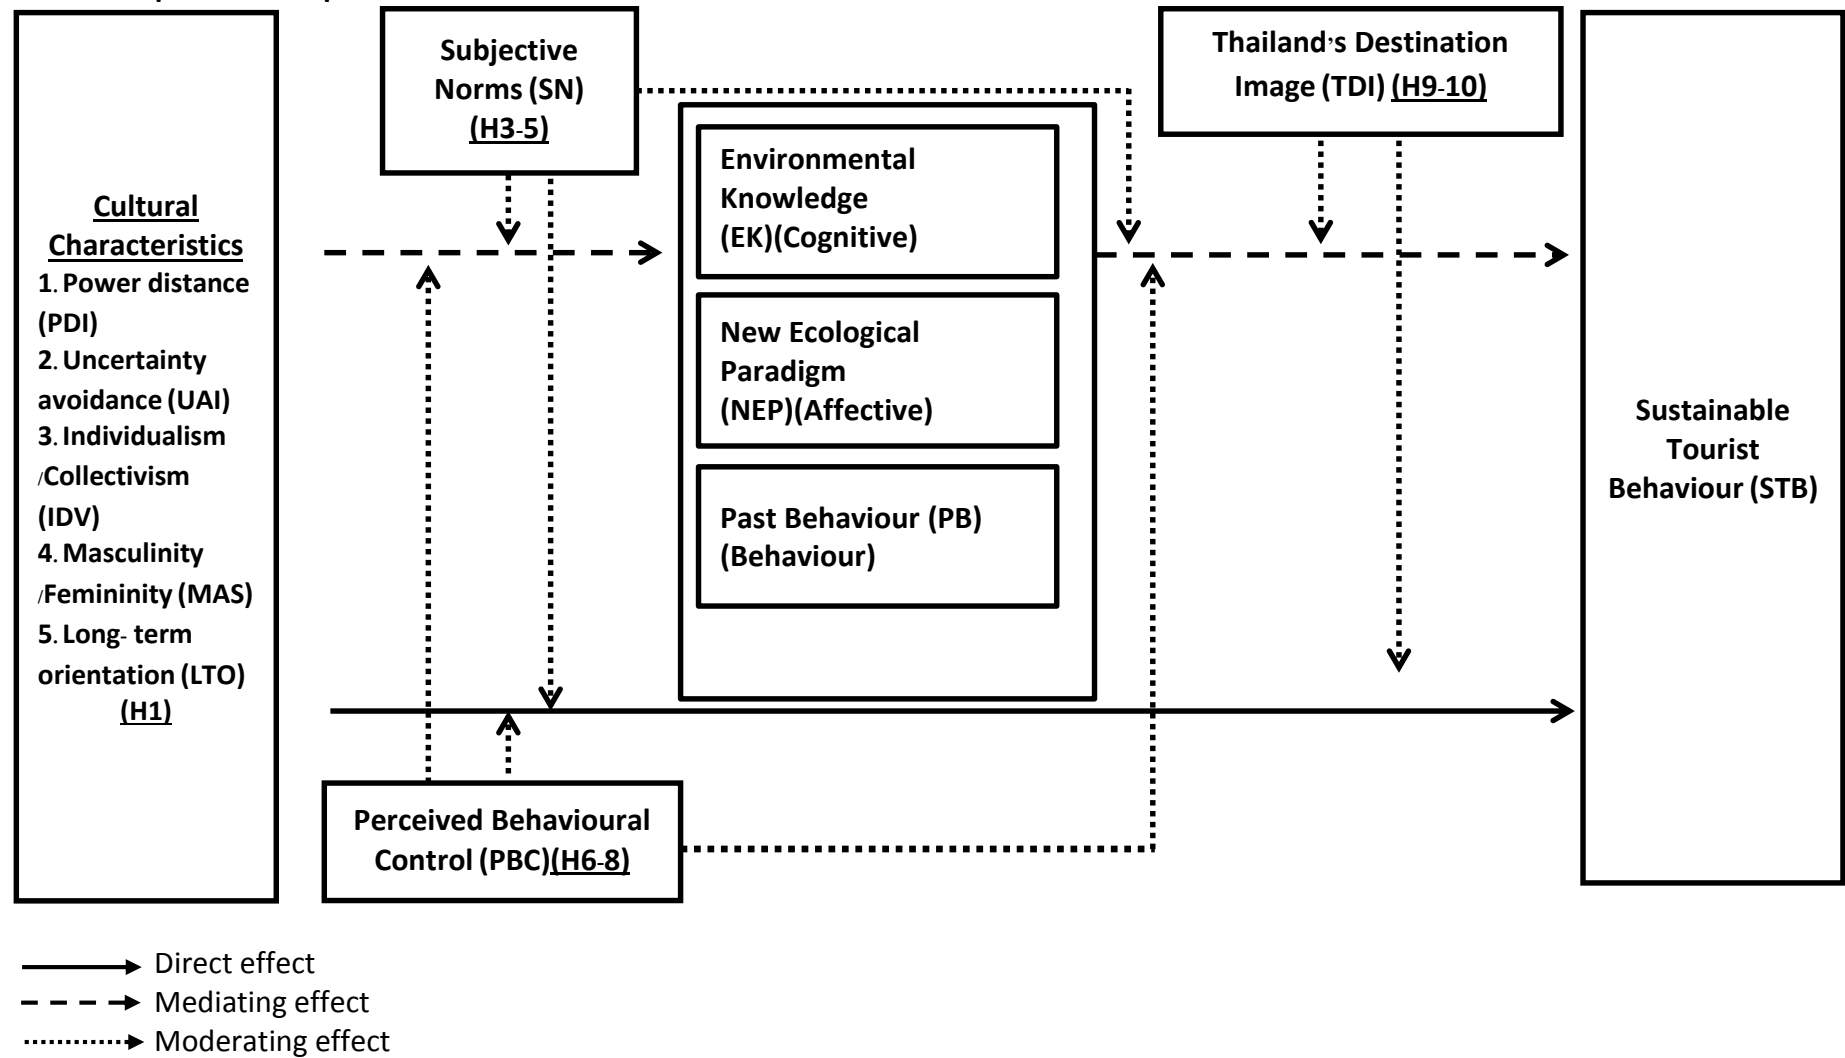 Cultural
Characteristics
1. Power distance
(PDI)
2. Uncertainty
avoidance (UAI)
3. Individualism
/Collectivism
(IDV)
4. Masculinity
/Femininity (MAS)
5. Long- term
orientation (LTO)
(H1)
Subjective
Norms (SN)
(H3-5)
Environmental
Knowledge
(EK)(Cognitive)
New Ecological
Paradigm
(NEP)(Affective)
Past Behaviour (PB)
(Behaviour)
Perceived Behavioural
Control (PBC)(H6-8)
Thailand's Destination
Image (TDI) (H9-10)
Sustainable
Tourist
Behaviour (STB)
Direct effect
Mediating effect
Moderating effect